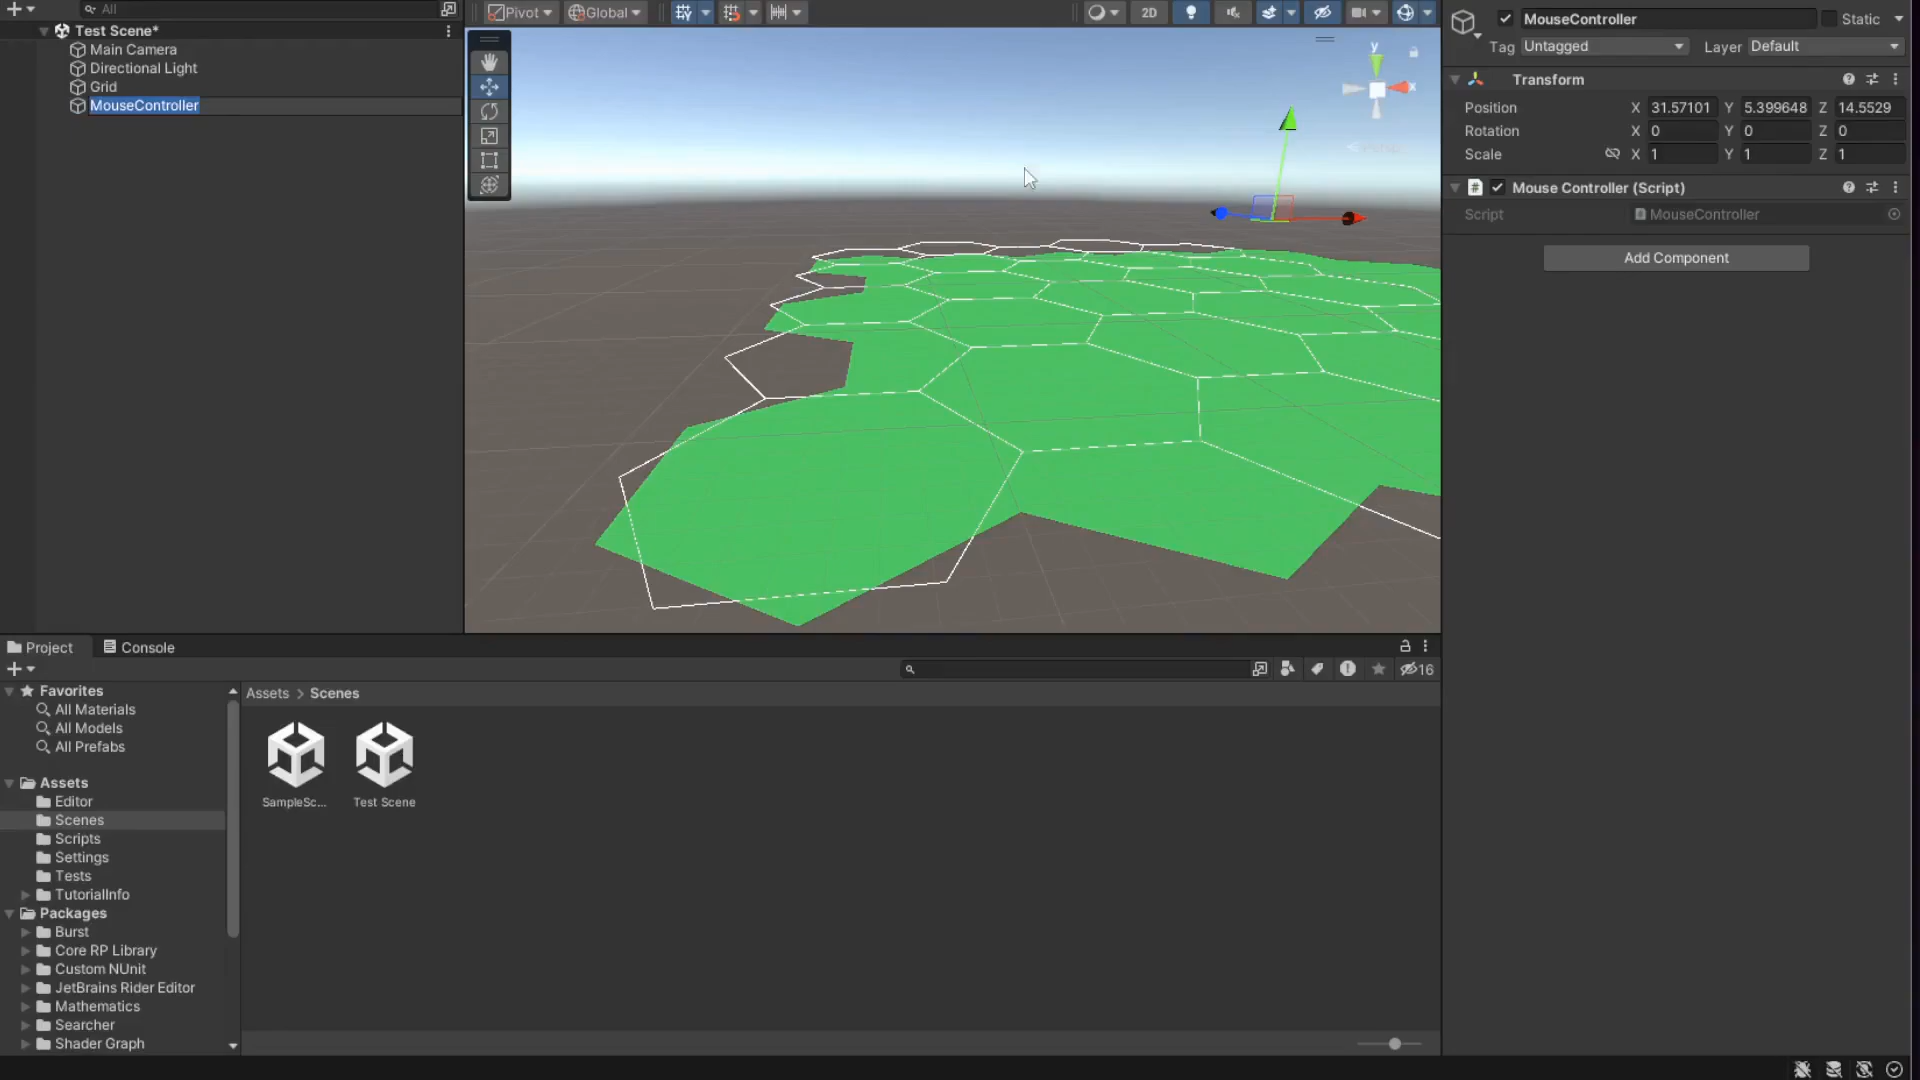 All
Pivot
Global
2D
MouseController
Static
Tag Untagged
Layer Default
Test Scene*
Main Camera
Directional Light
Grid
MouseController
y
x
Transform
Position X 31.57101 Y 5.399648 Z 14.5529
Rotation X 0 Y 0 Z 0
Scale X 1 Y 1 Z 1
# Mouse Controller (Script)
Script MouseController
Add Component
Project
Console
16
Favorites
All Materials
All Models
All Prefabs
Assets
Editor
Scenes
Scripts
Settings
Tests
TutorialInfo
Packages
Burst
Core RP Library
Custom NUnit
JetBrains Rider Editor
Mathematics
Searcher
Shader Graph
Assets > Scenes
SampleSc...
Test Scene